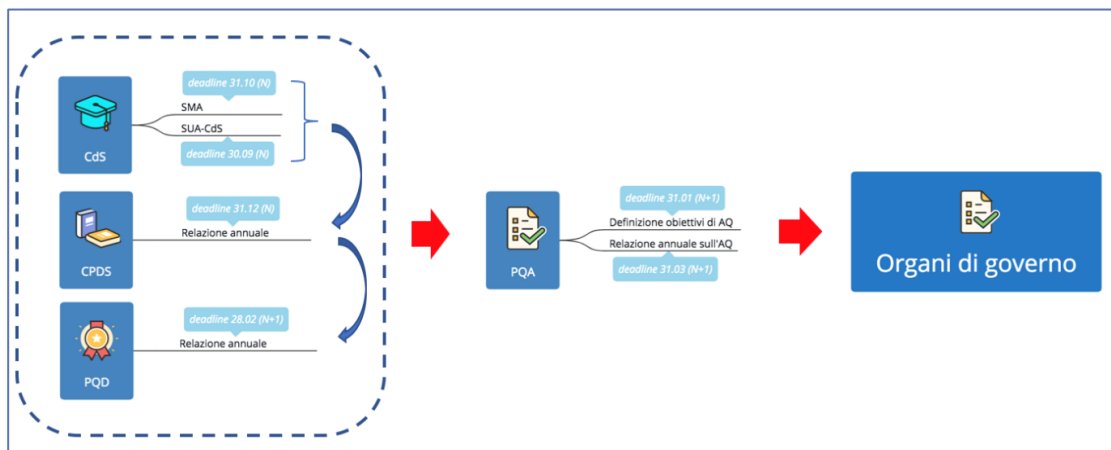 deadline 31.10 (N)
SMA
SUA-CdS
deadline 30.09 (N)
CdS
deadline 31.12 (N)
Relazione annuale
CPDS
deadline 28.02 (N+1)
Relazione annuale
PQD
deadline 31.01 (N+1)
Definizione obiettivi di AQ
Relazione annuale sull'AQ
deadline 31.03 (N+1)
PQA
Organi di governo